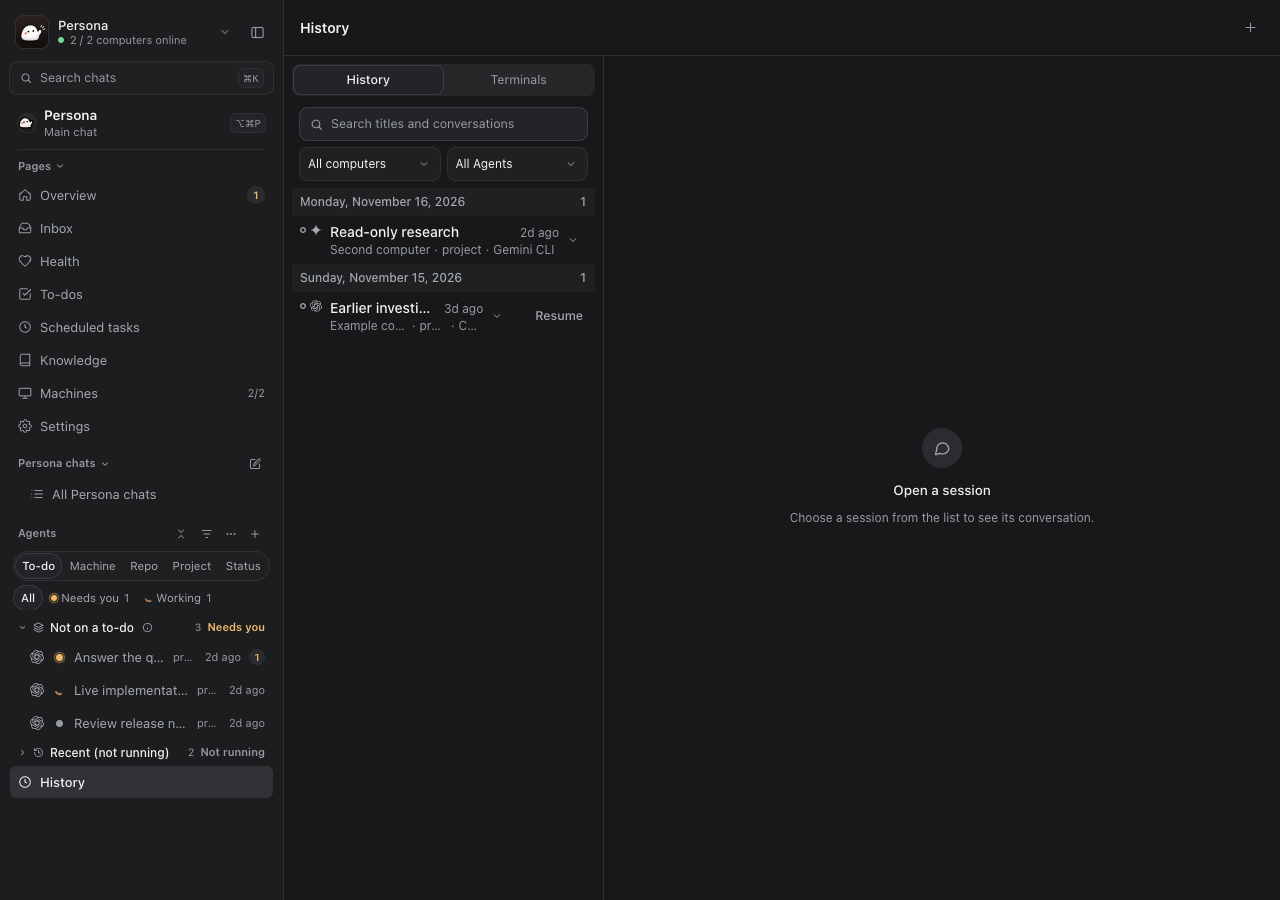 Persona
2 / 2 computers online
Search chats
⌘K
Persona
Main chat
⌥⌘P
Pages
Overview
1
Inbox
Health
To-dos
Scheduled tasks
Knowledge
Machines
2/2
Settings
Persona chats
All Persona chats
Agents
To-do Machine Repo Project Status
All Needs you 1 Working 1
Not on a to-do 3 Needs you
Answer the q... pr... 2d ago 1
Live implementat... pr... 2d ago
Review release n... pr... 2d ago
Recent (not running) 2 Not running
History
History
History Terminals
Search titles and conversations
All computers All Agents
Monday, November 16, 2026 1
Read-only research 2d ago
Second computer · project · Gemini CLI
Sunday, November 15, 2026 1
Earlier investi... 3d ago Resume
Example co... · pr... · C...
Open a session
Choose a session from the list to see its conversation.